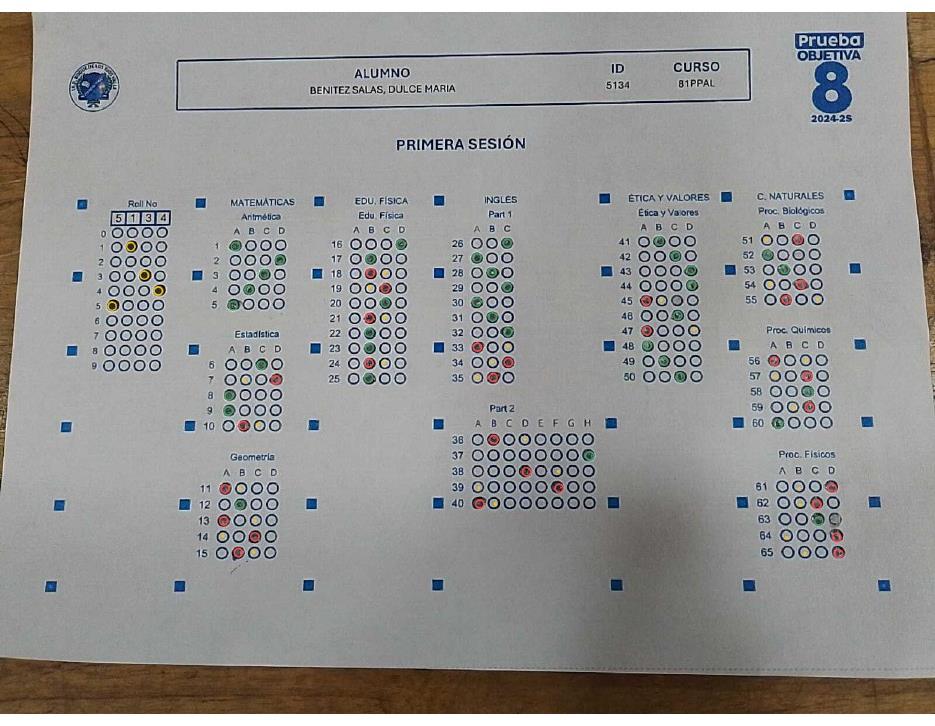 Prueba
OBJETIVA
8
2024-2S
ALUMNO
BENITEZ SALAS, DULCE MARIA
ID
5134
CURSO
81PPAL
PRIMERA SESIÓN
Roll No
5 1 3 4
0
1
2
3
4
5
6
7
8
9
MATEMÁTICAS
Aritmética
A B C D
1
2
3
4
5
Estadística
A B C D
6
7
8
9
10
Geometría
A B C D
11
12
13
14
15
EDU. FÍSICA
Edu. Física
A B C D
16
17
18
19
20
21
22
23
24
25
INGLÉS
Part 1
A B C
26
27
28
29
30
31
32
33
34
35
Part 2
A B C D E F G H
36
37
38
39
40
ÉTICA Y VALORES
Ética y Valores
A B C D
41
42
43
44
45
46
47
48
49
50
C. NATURALES
Proc. Biológicos
A B C D
51
52
53
54
55
Proc. Químicos
A B C D
56
57
58
59
60
Proc. Físicos
A B C D
61
62
63
64
65